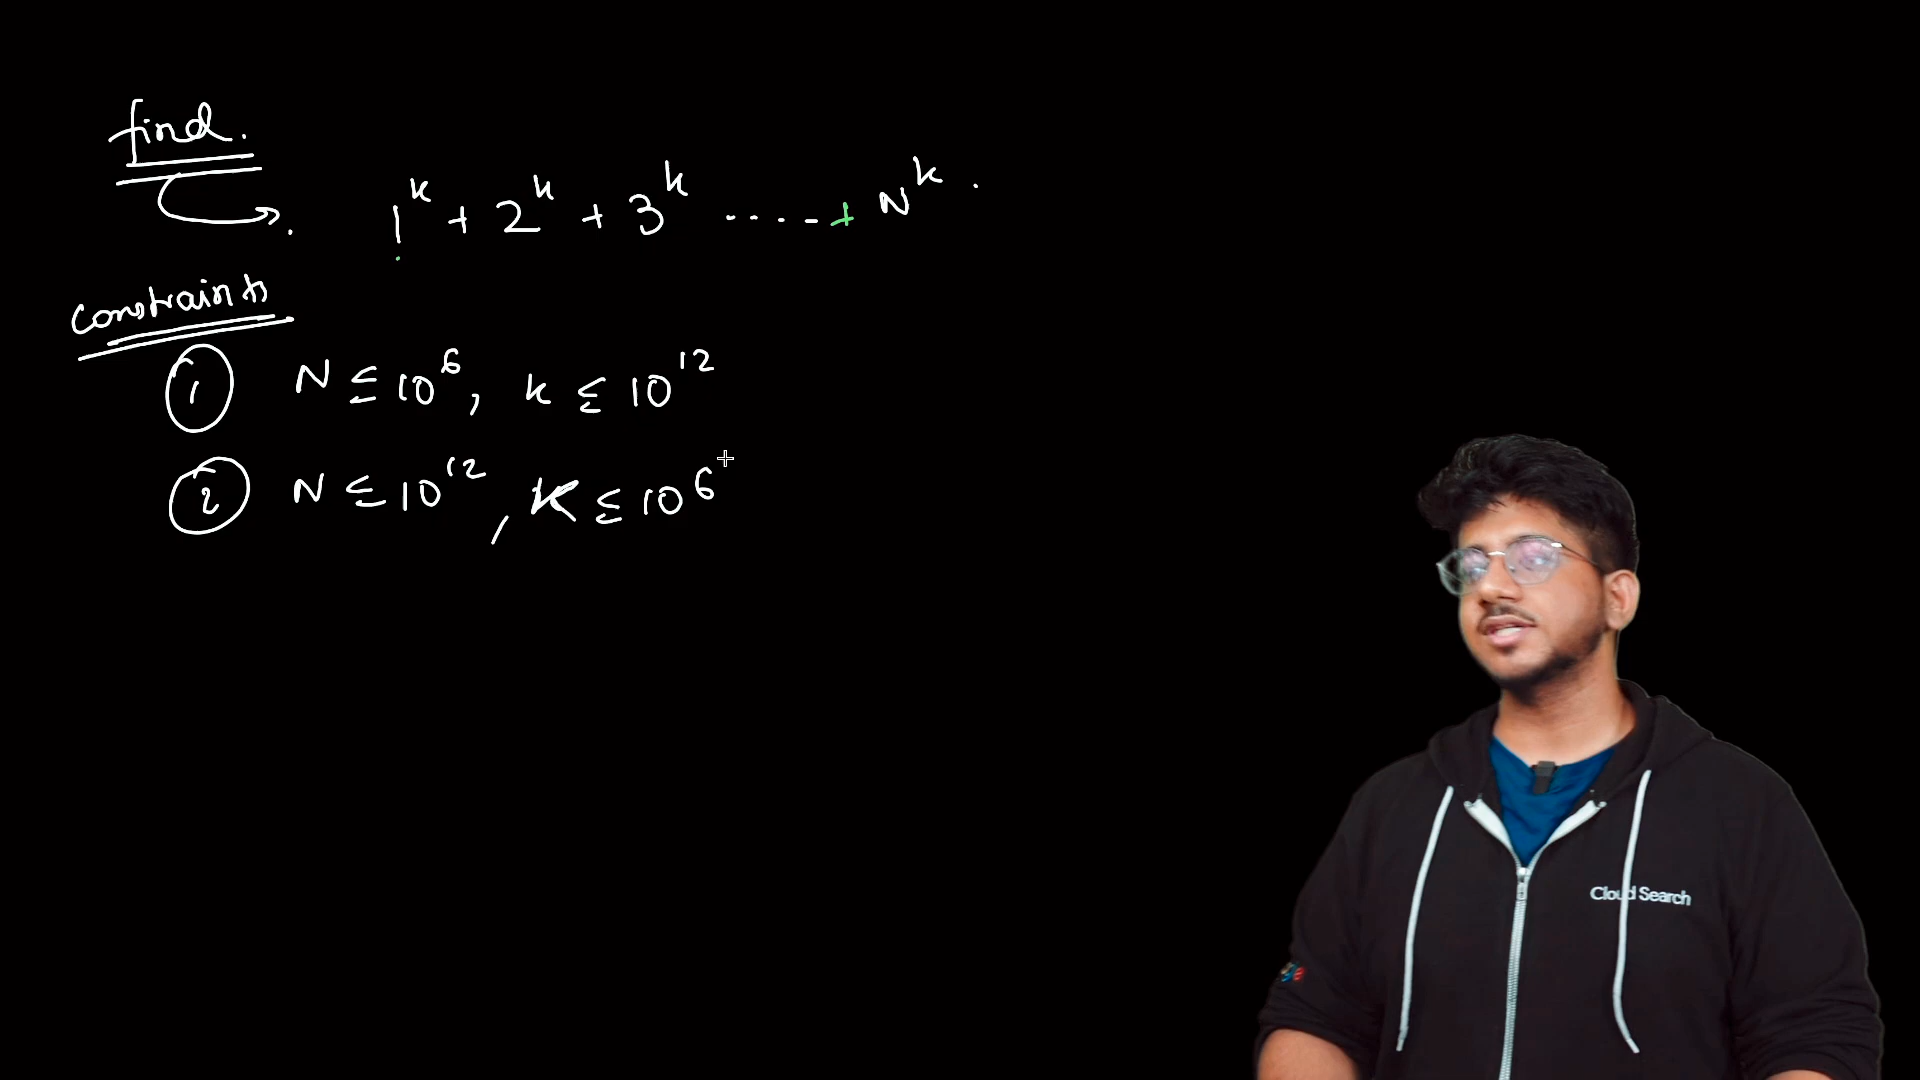 find.
1^k + 2^k + 3^k ----- + N^k .
Constraints
1 N ≤ 10^6, k ≤ 10^12
2 N ≤ 10^12, K ≤ 10^6
Cloud Search